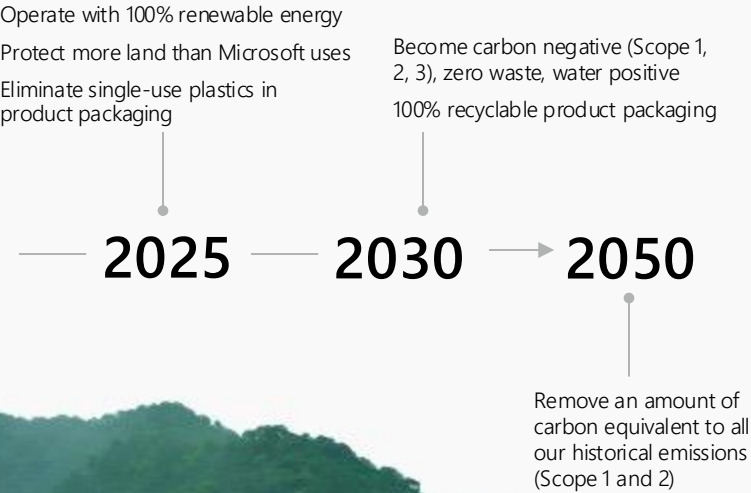 Operate with 100% renewable energy
Protect more land than Microsoft uses
Eliminate single-use plastics in
product packaging
Become carbon negative (Scope 1,
2, 3), zero waste, water positive
100% recyclable product packaging
2025
2030
2050
Remove an amount of
carbon equivalent to all
our historical emissions
(Scope 1 and 2)